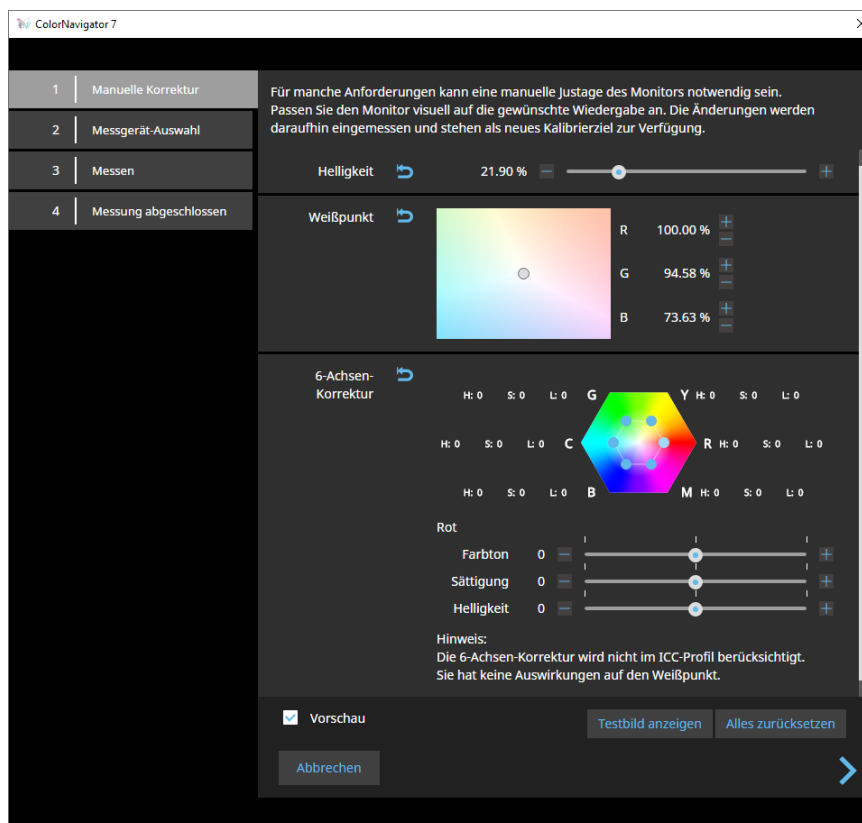 ColorNavigator 7
1 Manuelle Korrektur
2 Messgerät-Auswahl
3 Messen
4 Messung abgeschlossen
Für manche Anforderungen kann eine manuelle Justage des Monitors notwendig sein.
Passen Sie den Monitor visuell auf die gewünschte Wiedergabe an. Die Änderungen werden
daraufhin eingemessen und stehen als neues Kalibrierziel zur Verfügung.
Helligkeit 21.90 %
Weißpunkt
R 100.00 %
G 94.58 %
B 73.63 %
6-Achsen-
Korrektur
H: 0 S: 0 L: 0 G Y H: 0 S: 0 L: 0
H: 0 S: 0 L: 0 C R H: 0 S: 0 L: 0
H: 0 S: 0 L: 0 B M H: 0 S: 0 L: 0
Rot
Farbton 0
Sättigung 0
Helligkeit 0
Hinweis:
Die 6-Achsen-Korrektur wird nicht im ICC-Profil berücksichtigt.
Sie hat keine Auswirkungen auf den Weißpunkt.
Vorschau
Testbild anzeigen Alles zurücksetzen
Abbrechen